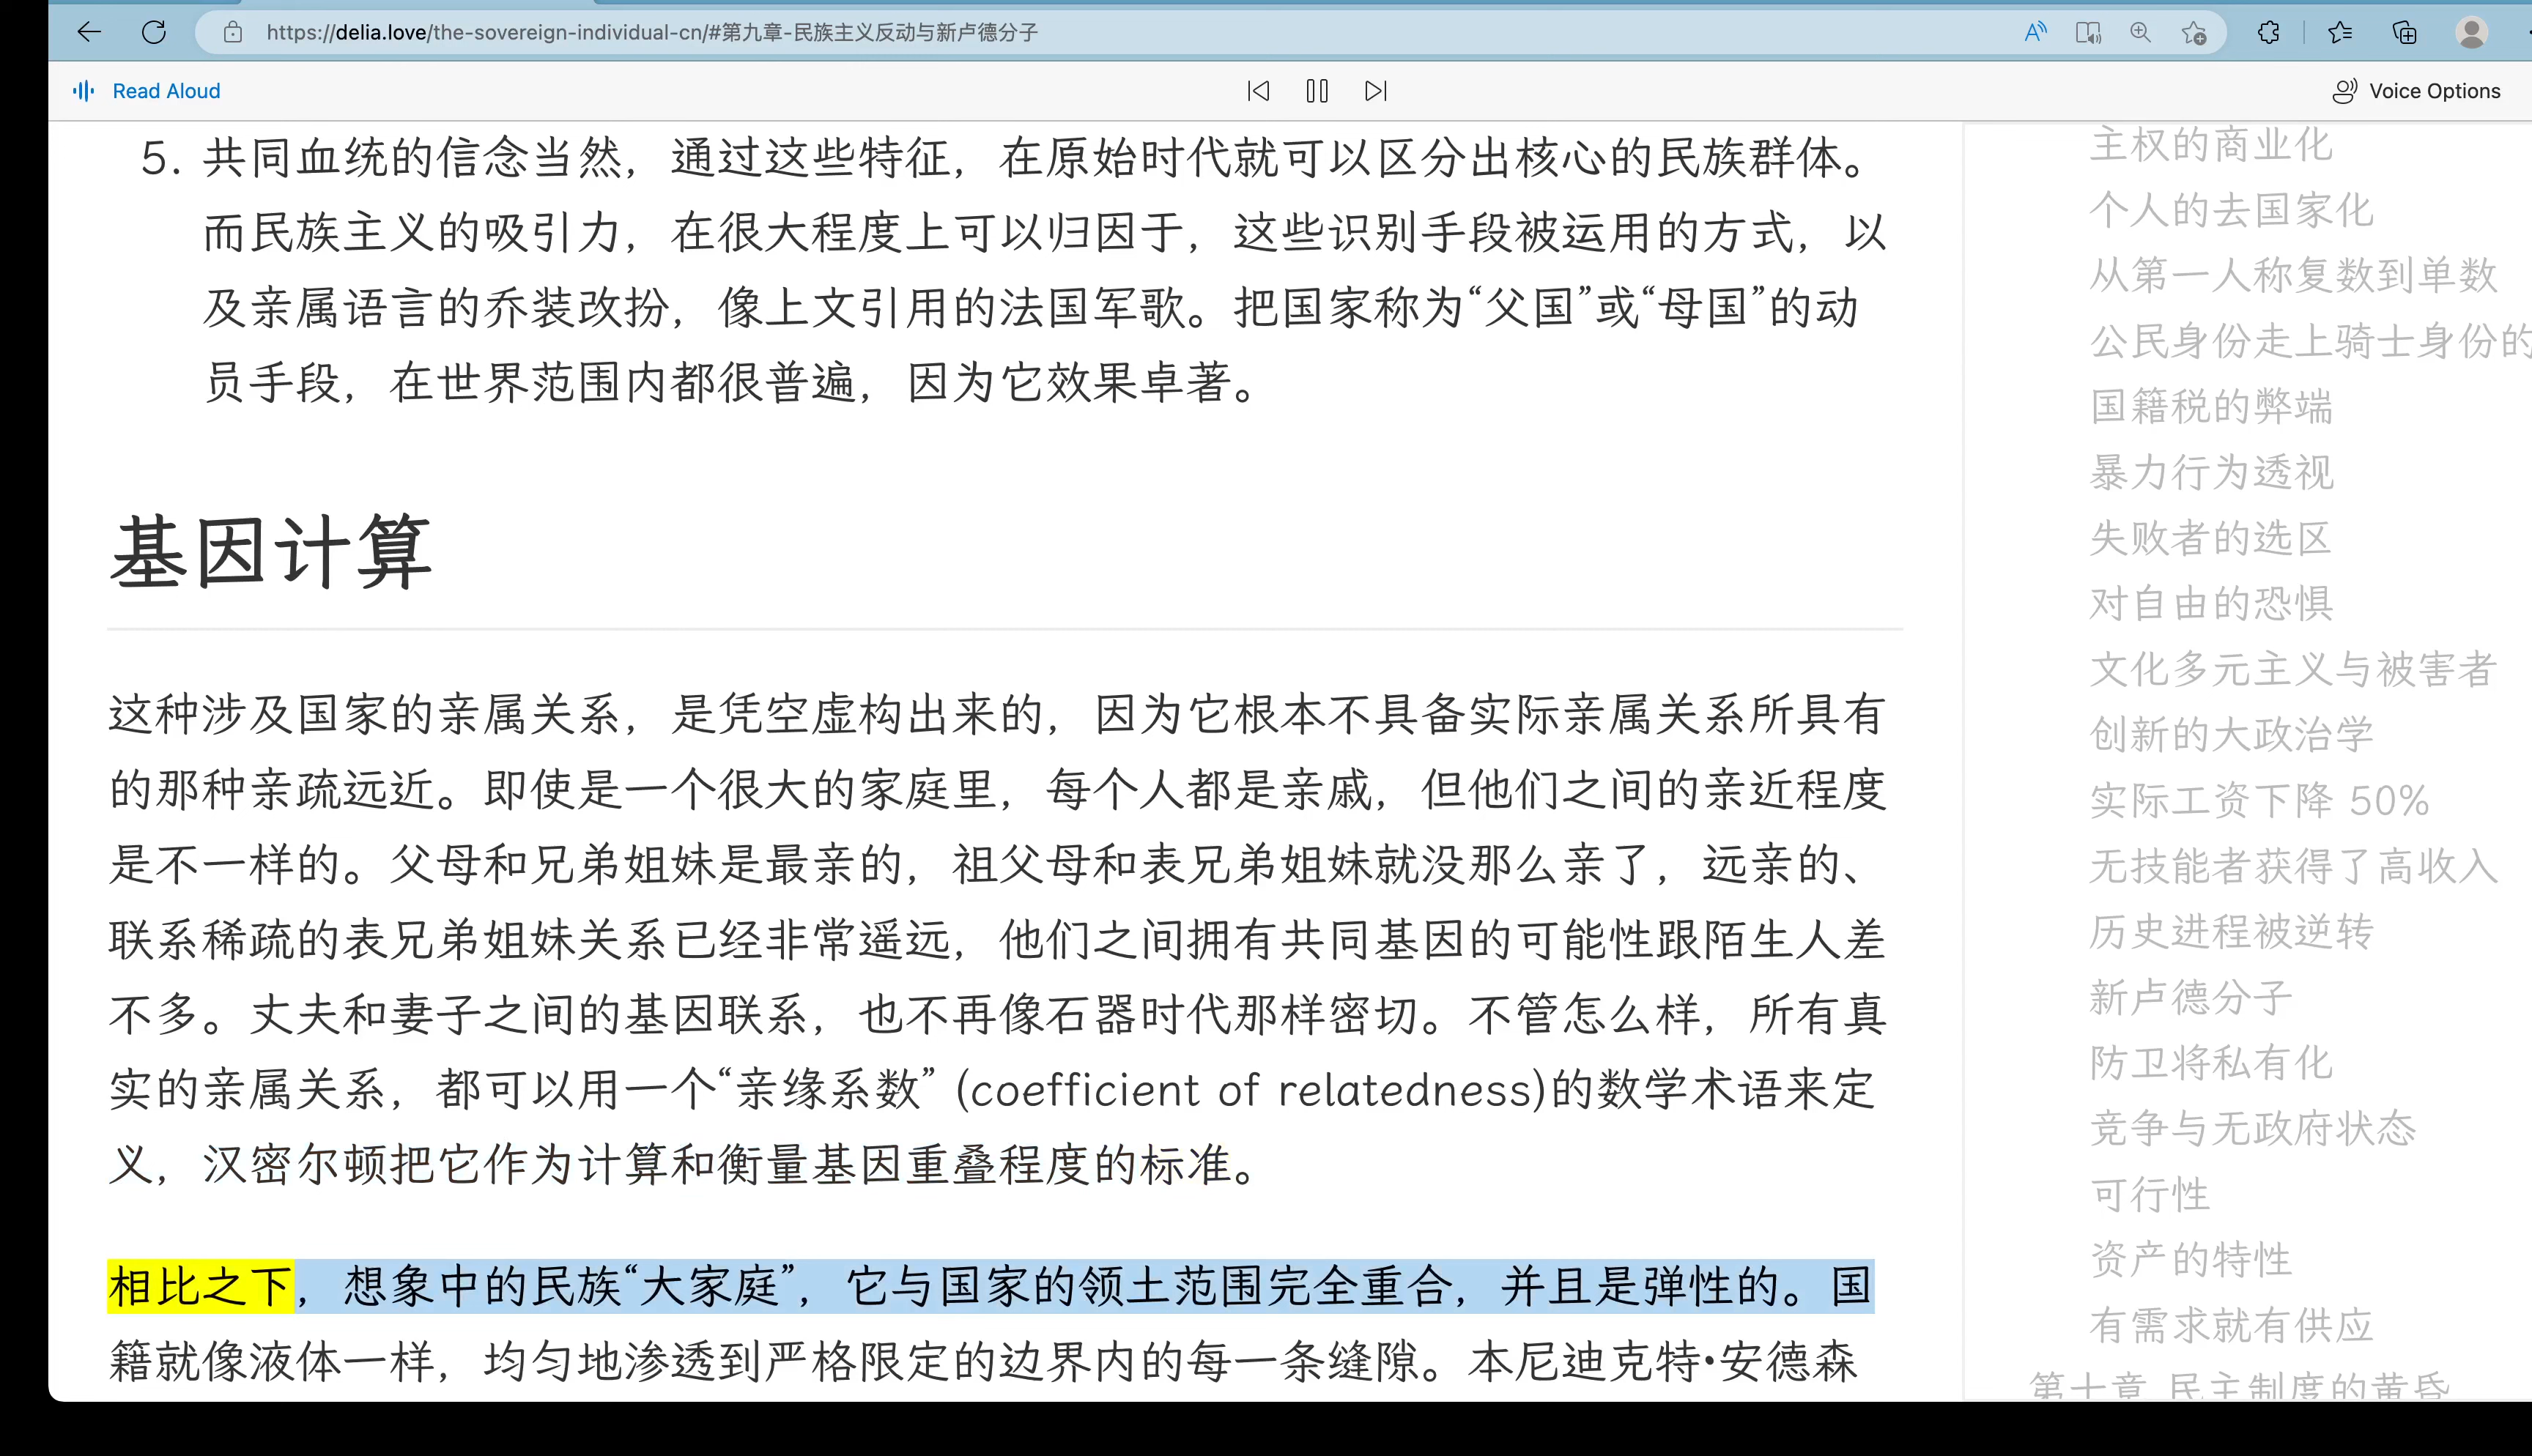 https://delia.love/the-sovereign-individual-cn/#第九章-民族主义反动与新卢德分子
Read Aloud
Voice Options
5. 共同血统的信念当然，通过这些特征，在原始时代就可以区分出核心的民族群体。
而民族主义的吸引力，在很大程度上可以归因于，这些识别手段被运用的方式，以
及亲属语言的乔装改扮，像上文引用的法国军歌。把国家称为“父国”或“母国”的动
员手段，在世界范围内都很普遍，因为它效果卓著。
基因计算
这种涉及国家的亲属关系，是凭空虚构出来的，因为它根本不具备实际亲属关系所具有
的那种亲疏远近。即使是一个很大的家庭里，每个人都是亲戚，但他们之间的亲近程度
是不一样的。父母和兄弟姐妹是最亲的，祖父母和表兄弟姐妹就没那么亲了，远亲的、
联系稀疏的表兄弟姐妹关系已经非常遥远，他们之间拥有共同基因的可能性跟陌生人差
不多。丈夫和妻子之间的基因联系，也不再像石器时代那样密切。不管怎么样，所有真
实的亲属关系，都可以用一个“亲缘系数” (coefficient of relatedness)的数学术语来定
义，汉密尔顿把它作为计算和衡量基因重叠程度的标准。
相比之下，想象中的民族“大家庭”，它与国家的领土范围完全重合，并且是弹性的。国
籍就像液体一样，均匀地渗透到严格限定的边界内的每一条缝隙。本尼迪克特•安德森
主权的商业化
个人的去国家化
从第一人称复数到单数
公民身份走上骑士身份的
国籍税的弊端
暴力行为透视
失败者的选区
对自由的恐惧
文化多元主义与被害者
创新的大政治学
实际工资下降 50%
无技能者获得了高收入
历史进程被逆转
新卢德分子
防卫将私有化
竞争与无政府状态
可行性
资产的特性
有需求就有供应
第十章 民主制度的黄昏